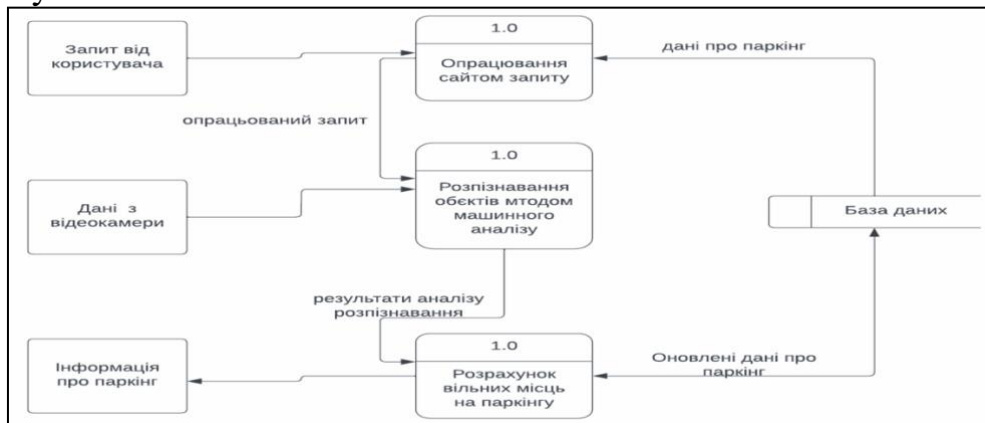 Запит від
користувача
1.0
Опрацювання
сайтом запиту
дані про паркінг
опрацьований запит
1.0
Розпізнавання
обєктів мтодом
машинного
аналізу
Дані з
відеокамери
База даних
результати аналізу
розпізнавання
1.0
Розрахунок
вільних місць
на паркінгу
Інформація
про паркінг
Оновлені дані про
паркінг